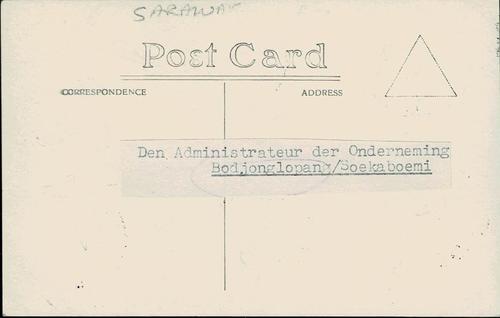 SARAWAK
Post Card
CORRESPONDENCE
ADDRESS
Den Administrateur der Onderneming
Bodjonglopang/Soekaboemi